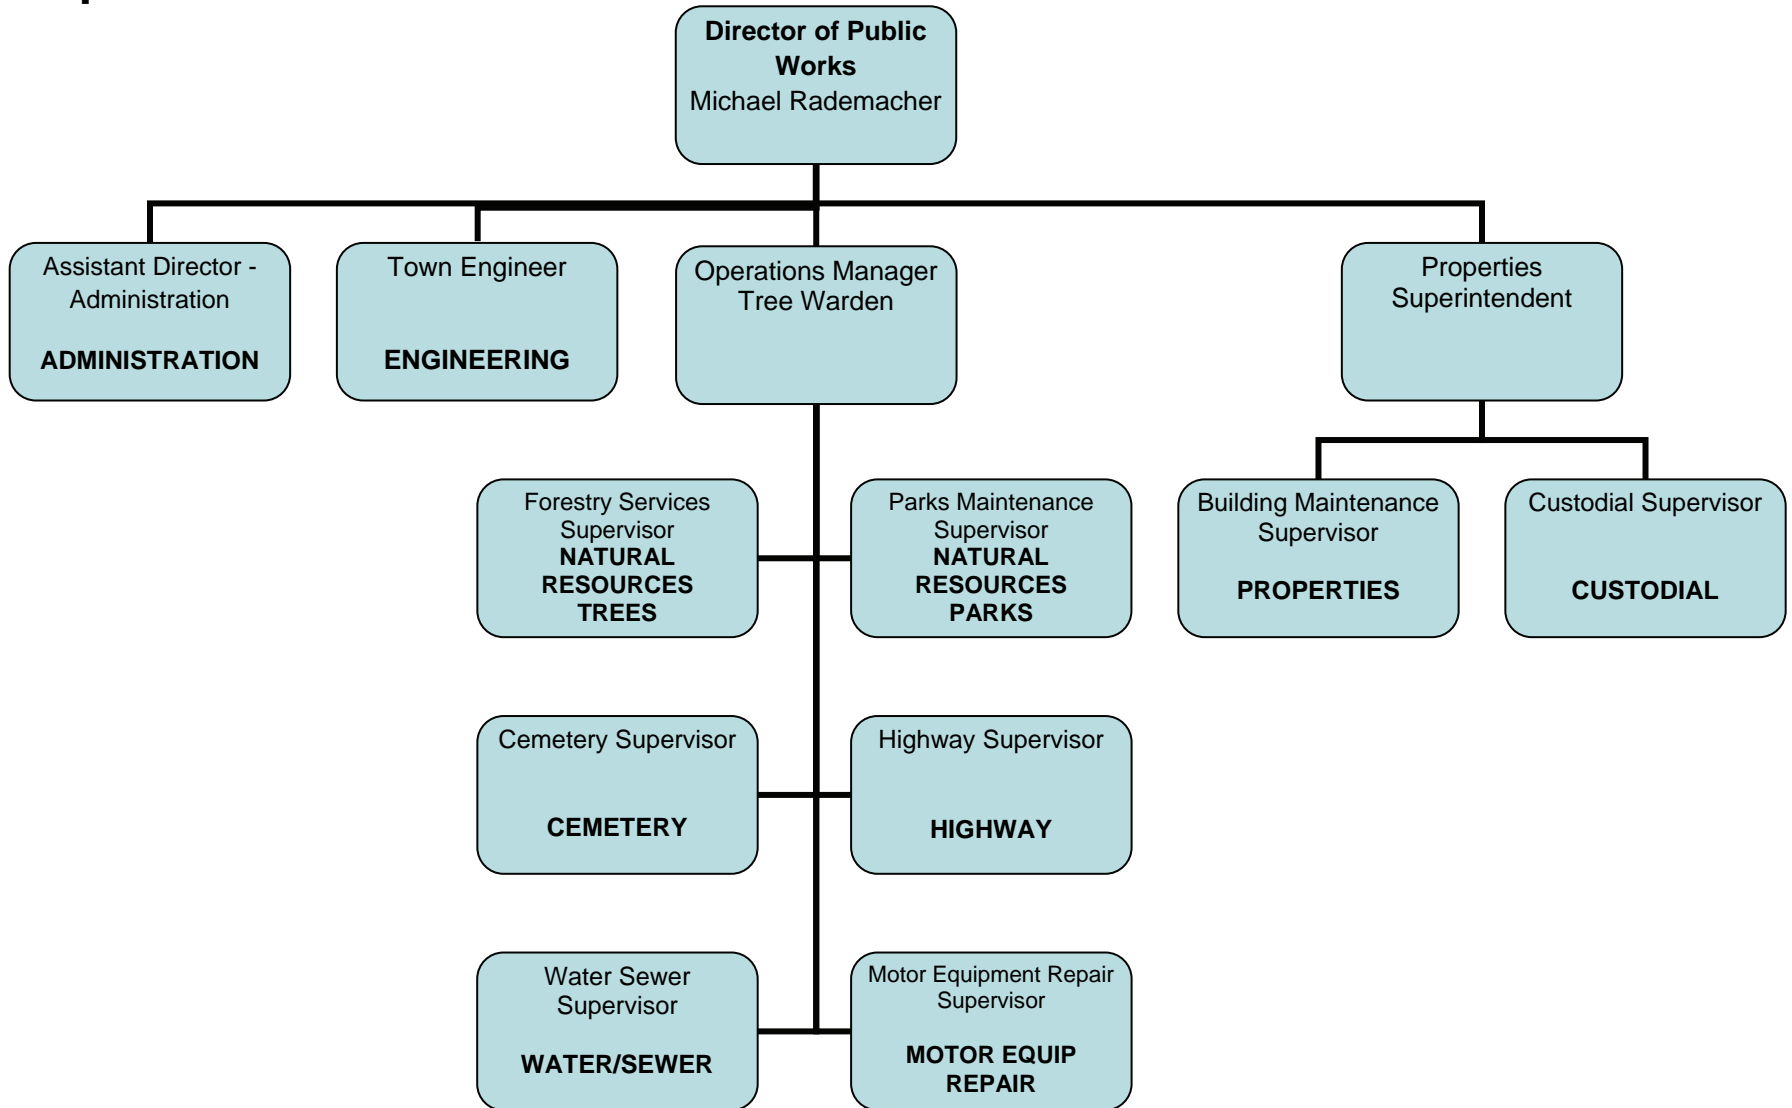 Director of Public
Works
Michael Rademacher
Assistant Director -
Administration
ADMINISTRATION
Town Engineer
ENGINEERING
Operations Manager
Tree Warden
Properties
Superintendent
Forestry Services
Supervisor
NATURAL
RESOURCES
TREES
Parks Maintenance
Supervisor
NATURAL
RESOURCES
PARKS
Building Maintenance
Supervisor
PROPERTIES
Custodial Supervisor
CUSTODIAL
Cemetery Supervisor
CEMETERY
Highway Supervisor
HIGHWAY
Water Sewer
Supervisor
WATER/SEWER
Motor Equipment Repair
Supervisor
MOTOR EQUIP
REPAIR